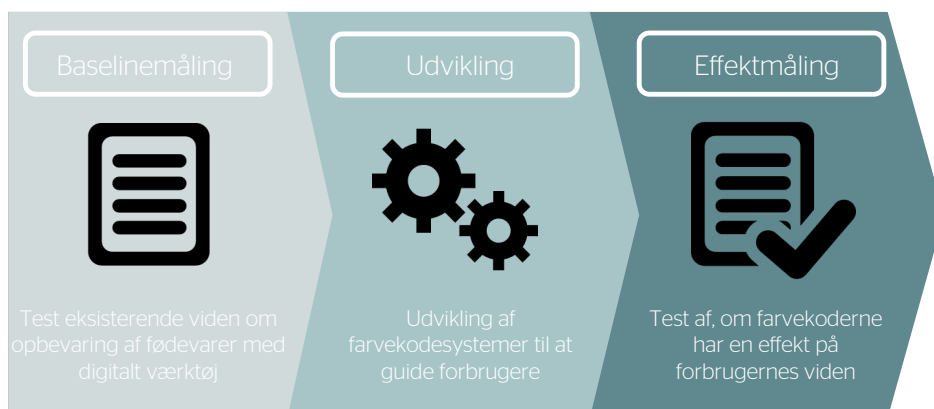 Baselinemåling
Test eksisterende viden om
opbevaring af fødevarer med
digitalt værktøj
Udvikling
Udvikling af
farvekodesystemer til at
guide forbrugere
Effektmåling
Test af, om farvekoderne
har en effekt på
forbrugernes viden